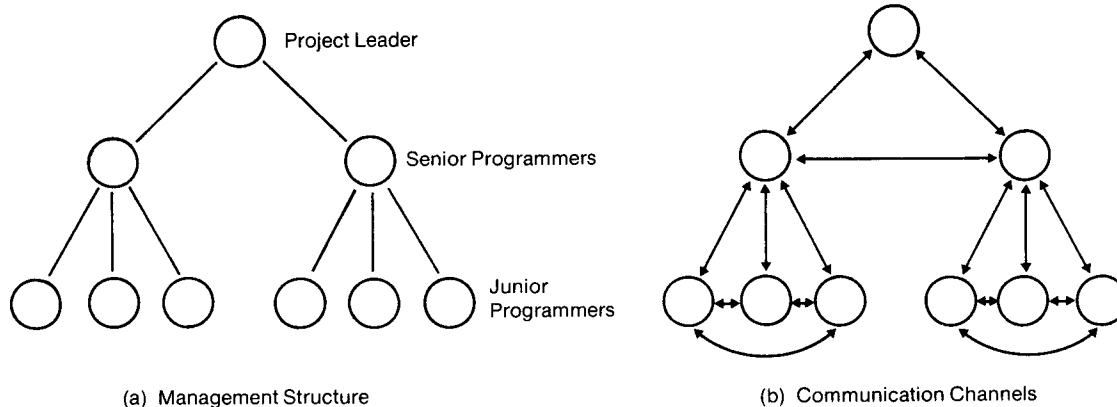 Project Leader
Senior Programmers
Junior
Programmers
(a) Management Structure
(b) Communication Channels